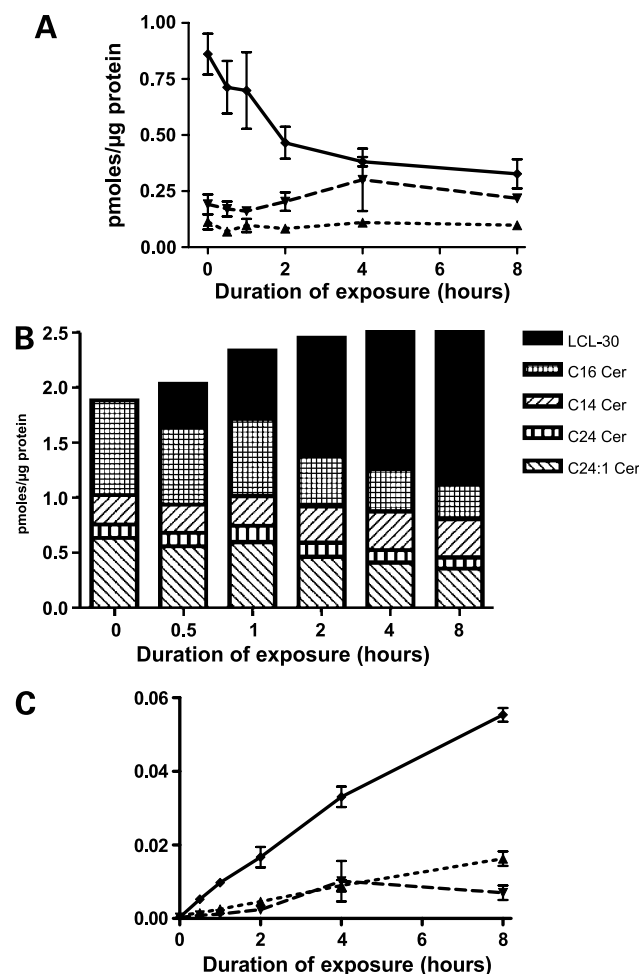 A
pmoles/µg protein
1.00
0.75
0.50
0.25
0.00
0 2 4 6 8
Duration of exposure (hours)
B
pmoles/µg protein
2.5
2.0
1.5
1.0
0.5
0.0
0 0.5 1 2 4 8
Duration of exposure (hours)
LCL-30
C16 Cer
C14 Cer
C24 Cer
C24:1 Cer
C
0.06
0.04
0.02
0.00
0 2 4 6 8
Duration of exposure (hours)